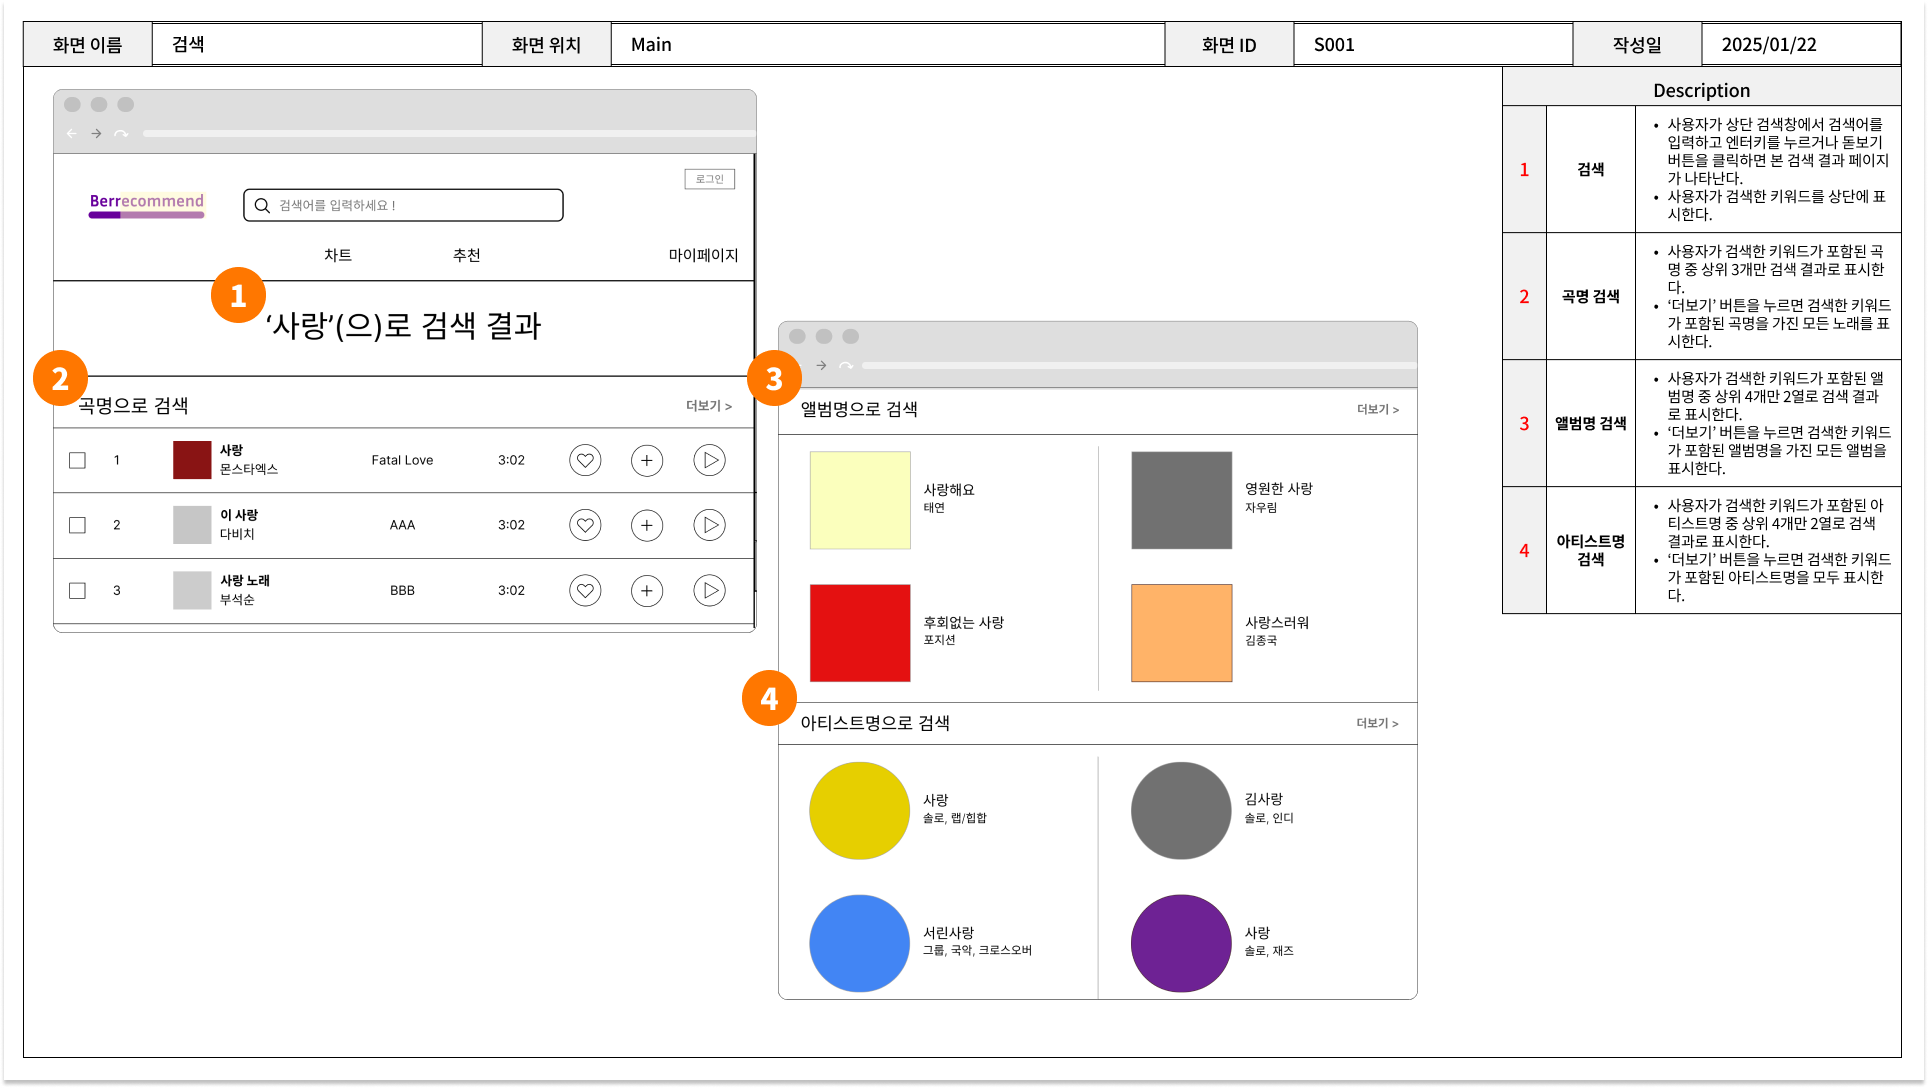 화면 이름 검색 화면 위치 Main 화면 ID S001 작성일 2025/01/22
로그인
Berrecommend
검색어를 입력하세요 !
차트 추천 마이페이지
1
‘사랑’(으)로 검색 결과
2
곡명으로 검색 더보기 >
1 사랑 몬스타엑스 Fatal Love 3:02
2 이 사랑 다비치 AAA 3:02
3 사랑 노래 부석순 BBB 3:02
3
앨범명으로 검색 더보기 >
사랑해요
태연
영원한 사랑
자우림
후회없는 사랑
포지션
사랑스러워
김종국
4
아티스트명으로 검색 더보기 >
사랑
솔로, 랩/힙합
김사랑
솔로, 인디
서린사랑
그룹, 국악, 크로스오버
사랑
솔로, 재즈
Description
1 검색
• 사용자가 상단 검색창에서 검색어를
입력하고 엔터키를 누르거나 돋보기
버튼을 클릭하면 본 검색 결과 페이지
가 나타난다.
• 사용자가 검색한 키워드를 상단에 표
시한다.
2 곡명 검색
• 사용자가 검색한 키워드가 포함된 곡
명 중 상위 3개만 검색 결과로 표시한
다.
• ‘더보기’ 버튼을 누르면 검색한 키워드
가 포함된 곡명을 가진 모든 노래를 표
시한다.
3 앨범명 검색
• 사용자가 검색한 키워드가 포함된 앨
범명 중 상위 4개만 2열로 검색 결과
로 표시한다.
• ‘더보기’ 버튼을 누르면 검색한 키워드
가 포함된 앨범명을 가진 모든 앨범을
표시한다.
4 아티스트명
검색
• 사용자가 검색한 키워드가 포함된 아
티스트명 중 상위 4개만 2열로 검색
결과로 표시한다.
• ‘더보기’ 버튼을 누르면 검색한 키워드
가 포함된 아티스트명을 모두 표시한
다.